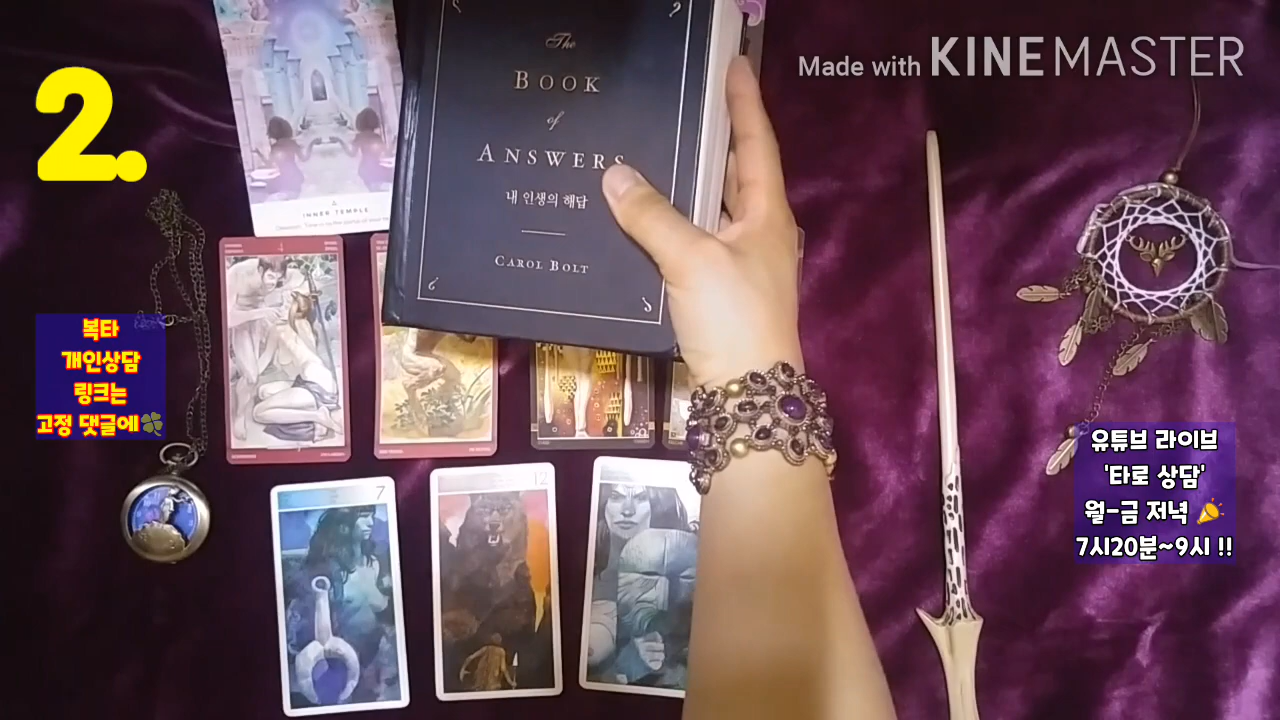 2.
Made with KINEMASTER
The
BOOK
of
ANSWERS
내 인생의 해답
CAROL BOLT
INNER TEMPLE
복타
개인상담
링크는
고정 댓글에🍀
7
12
유튜브 라이브
'타로 상담'
월-금 저녁 📣
7시20분~9시 !!